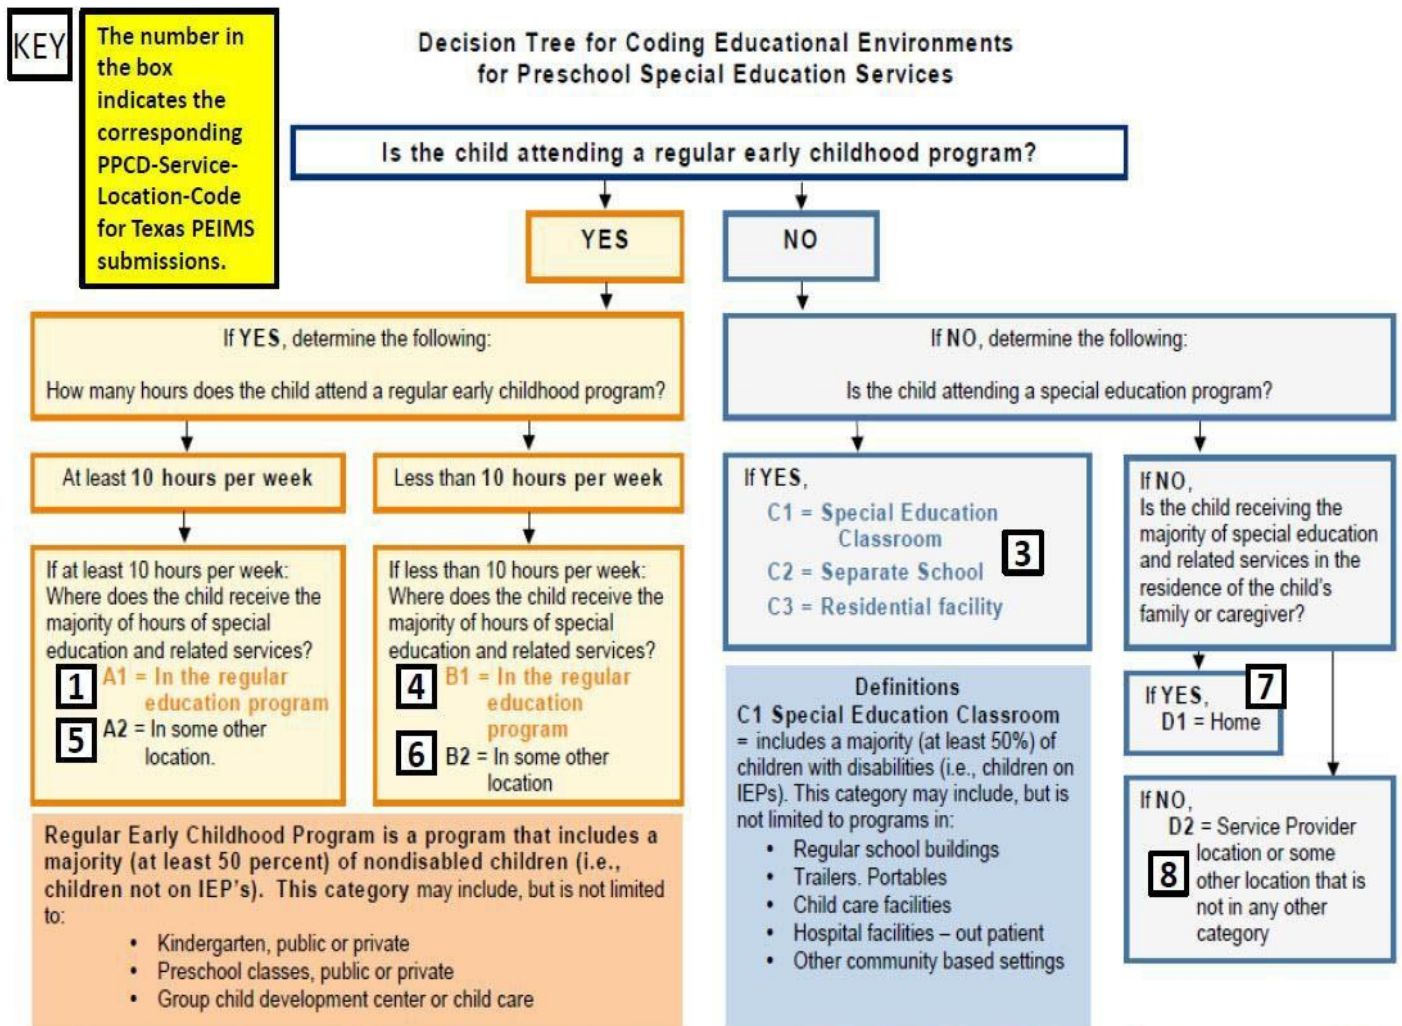 KEY
The number in
the box
indicates the
corresponding
PPCD-Service-
Location-Code
for Texas PEIMS
submissions.
Decision Tree for Coding Educational Environments
for Preschool Special Education Services
Is the child attending a regular early childhood program?
YES
NO
If YES, determine the following:
How many hours does the child attend a regular early childhood program?
If NO, determine the following:
Is the child attending a special education program?
At least 10 hours per week
Less than 10 hours per week
If at least 10 hours per week:
Where does the child receive the
majority of hours of special
education and related services?
1 A1 = In the regular
education program
5 A2 = In some other
location.
If less than 10 hours per week:
Where does the child receive the
majority of hours of special
education and related services?
4 B1 = In the regular
education
program
6 B2 = In some other
location
If YES,
C1 = Special Education
Classroom
3
C2 = Separate School
C3 = Residential facility
If NO,
Is the child receiving the
majority of special education
and related services in the
residence of the child's
family or caregiver?
If YES, 7
D1 = Home
If NO,
D2 = Service Provider
location or some
8 other location that is
not in any other
category
Regular Early Childhood Program is a program that includes a
majority (at least 50 percent) of nondisabled children (i.e.,
children not on IEP's). This category may include, but is not limited
to:
• Kindergarten, public or private
• Preschool classes, public or private
• Group child development center or child care
Definitions
C1 Special Education Classroom
= includes a majority (at least 50%) of
children with disabilities (i.e., children on
IEPs). This category may include, but is
not limited to programs in:
• Regular school buildings
• Trailers. Portables
• Child care facilities
• Hospital facilities – out patient
• Other community based settings